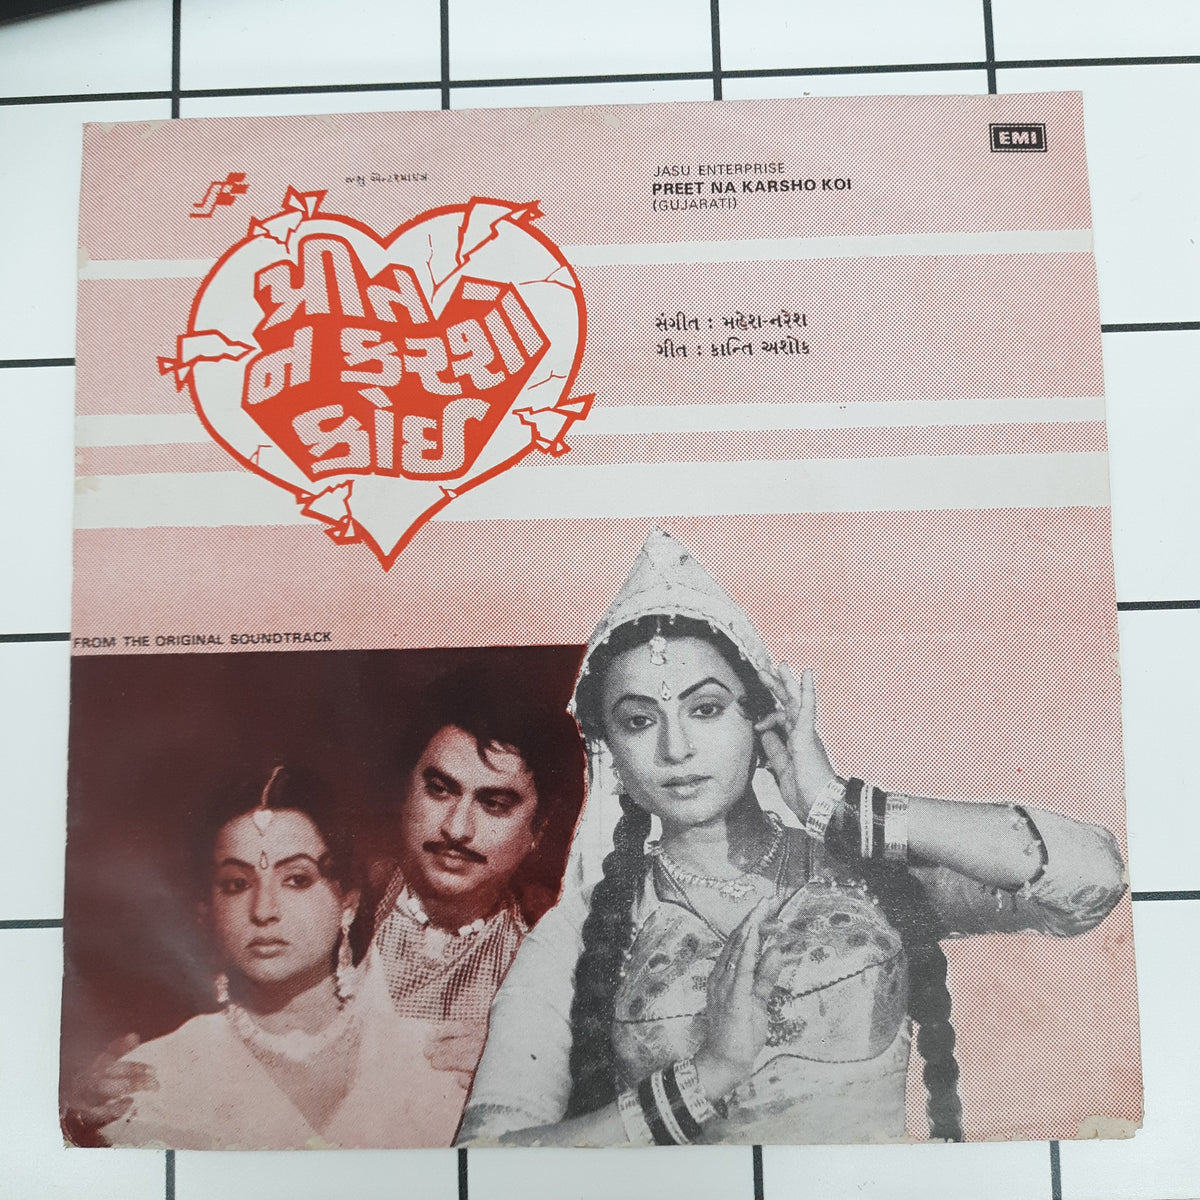 જસુ એન્ટરપ્રાઇઝ
EMI
JASU ENTERPRISE
PREET NA KARSHO KOI
(GUJARATI)
પ્રીત
ન કરશો
કોઇ
સંગીત : મહેશ-નરેશ
ગીત : કાન્તિ અશોક
FROM THE ORIGINAL SOUNDTRACK